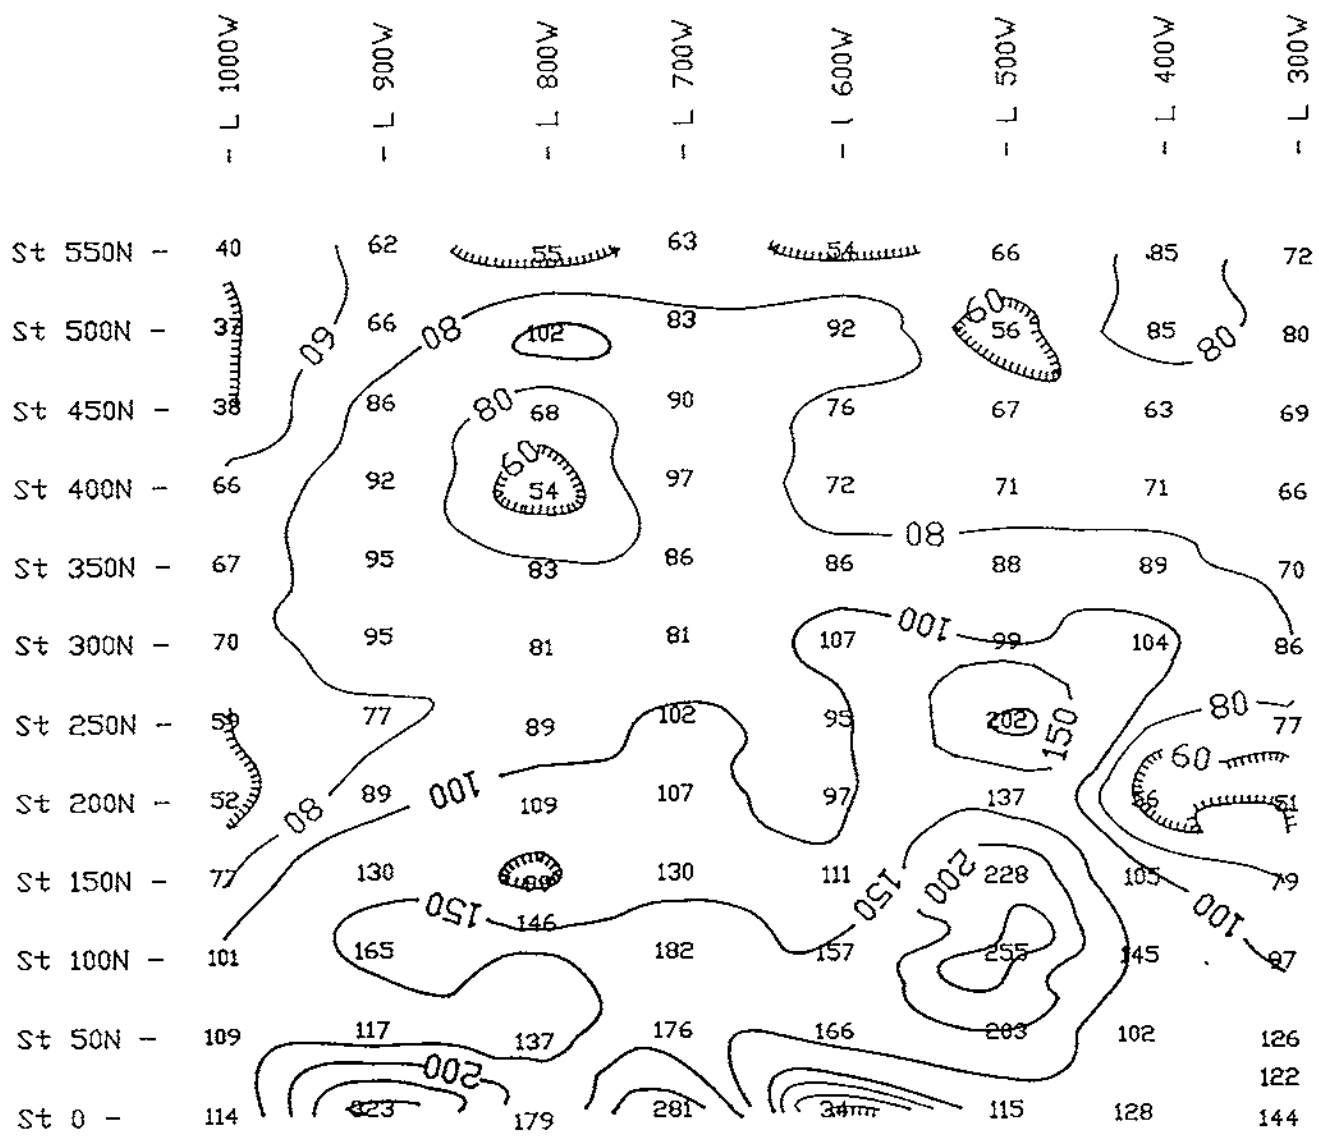 - L 1000W - L 900W - L 800W - L 700W - L 600W - L 500W - L 400W - L 300W
St 550N - 40 62 55 63 54 66 85 72
60
St 500N - 37 66 80 102 83 92 56 85 80 80
60
St 450N - 38 86 80 68 90 76 67 63 69
60
St 400N - 66 92 54 97 72 71 71 66
80
St 350N - 67 95 83 86 86 88 89 70
100
St 300N - 70 95 81 81 107 99 104 86
80
St 250N - 59 77 89 102 95 202 150 77
60
St 200N - 52 80 89 100 109 107 97 137 56 51
St 150N - 77 130 130 111 150 200 228 105 79
150 146 100
St 100N - 101 165 182 157 255 145 97
St 50N - 109 117 137 176 166 203 102 126
200 122
St 0 - 114 323 179 281 115 128 144